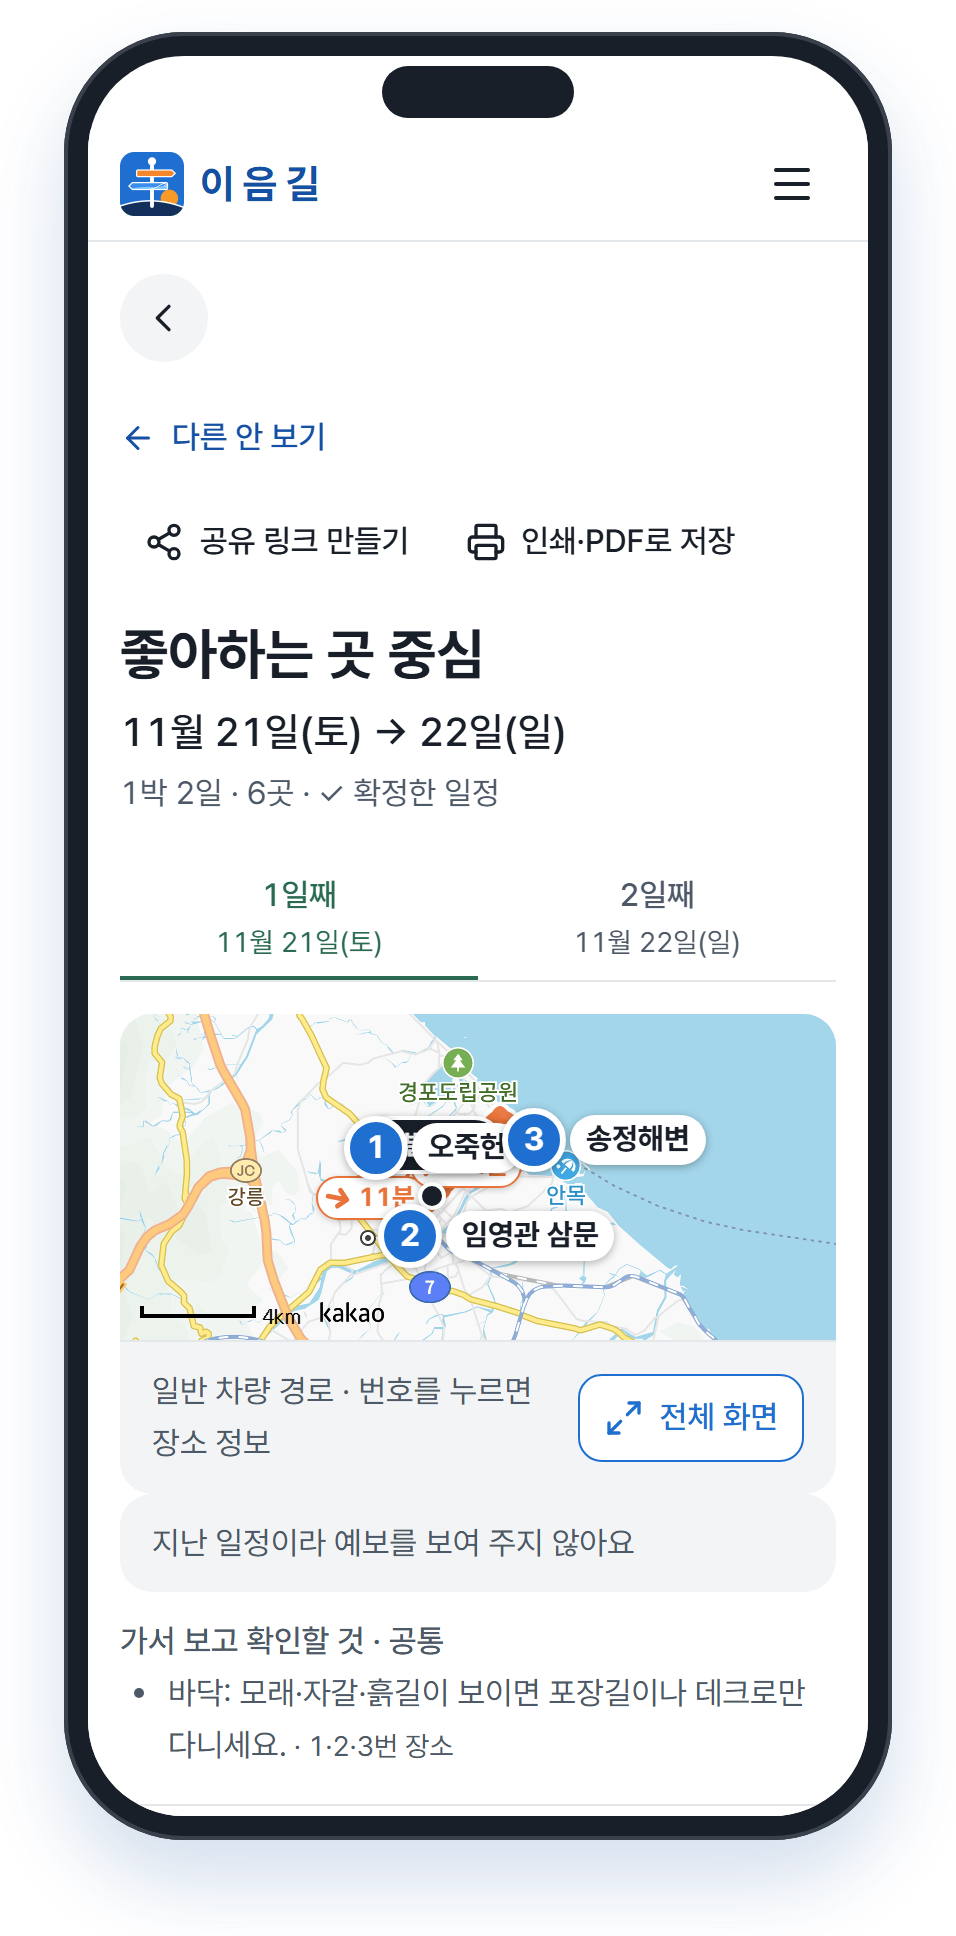 이음길
다른 안 보기
공유 링크 만들기
인쇄·PDF로 저장
좋아하는 곳 중심
11월 21일(토) → 22일(일)
1박 2일 · 6곳 · ✓ 확정한 일정
1일째
11월 21일(토)
2일째
11월 22일(일)
경포도립공원
1
오죽헌
3
송정해변
JC
강릉
11분
안목
2
임영관 삼문
7
4km
kakao
일반 차량 경로 · 번호를 누르면
장소 정보
전체 화면
지난 일정이라 예보를 보여 주지 않아요
가서 보고 확인할 것 · 공통
바닥: 모래·자갈·흙길이 보이면 포장길이나 데크로만
다니세요. · 1·2·3번 장소